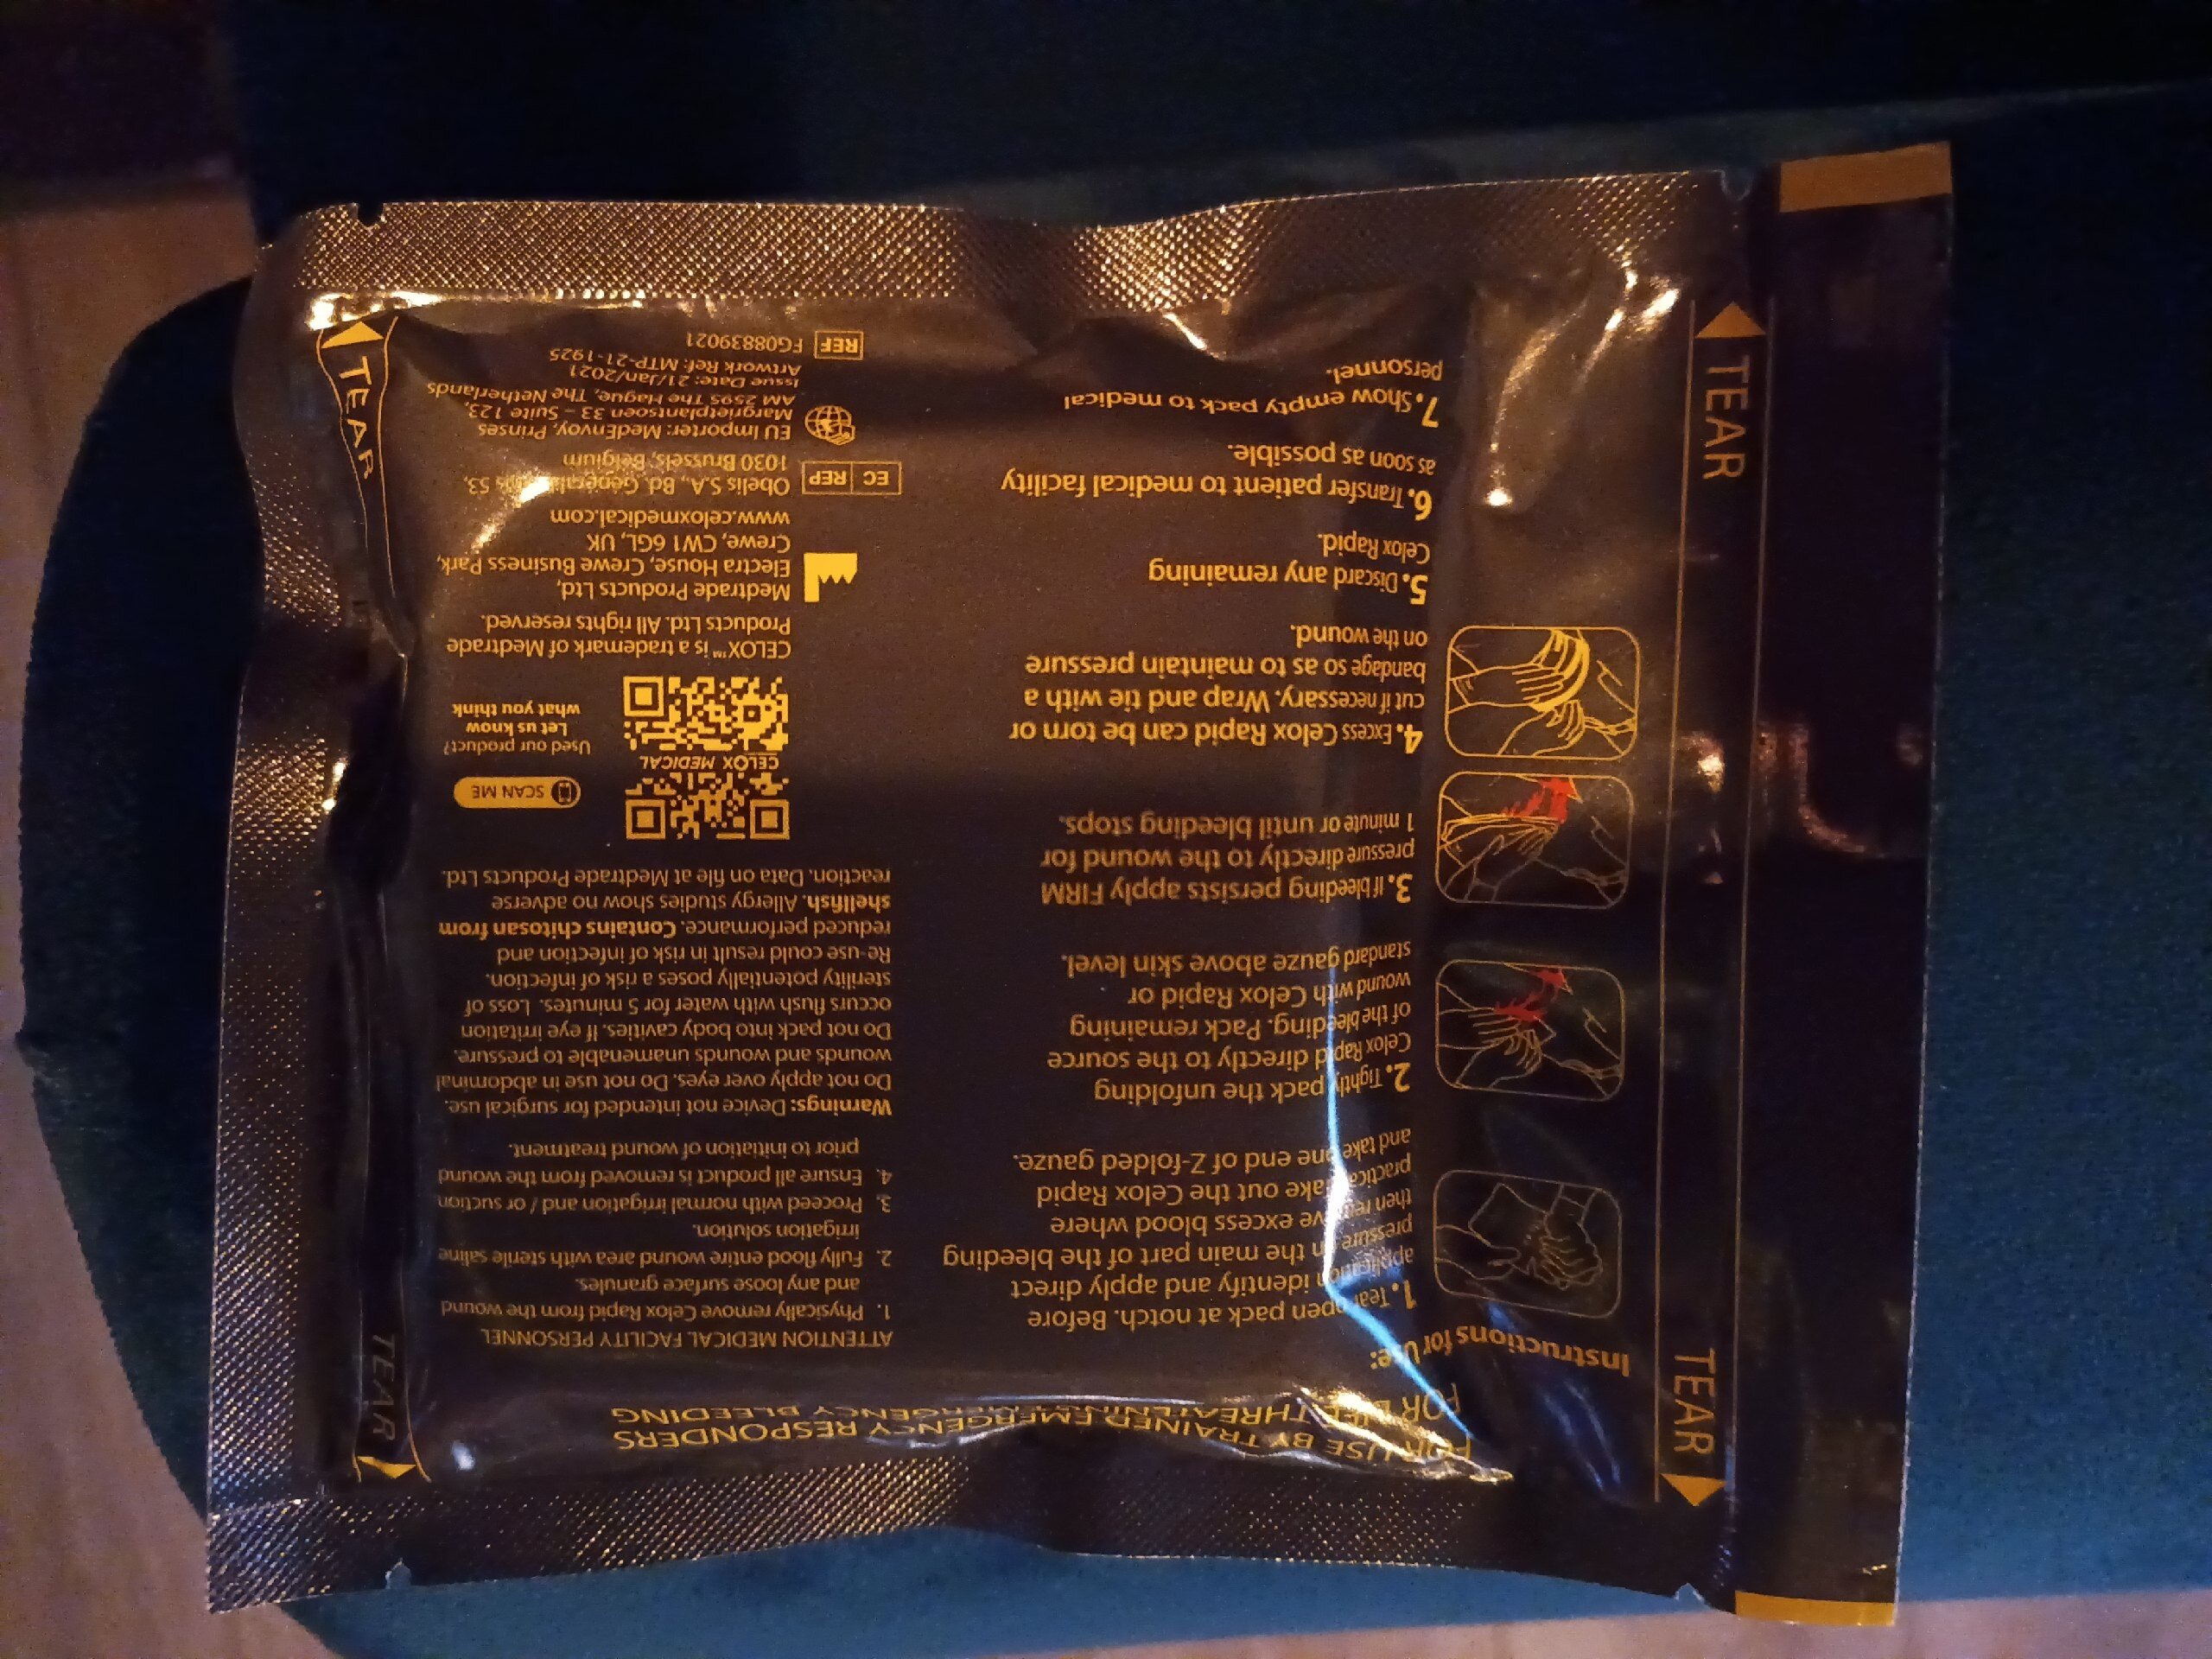 FOR USE BY TRAINED EMERGENCY RESPONDERS
FOR LIFE THREATENING EMERGENCY BLEEDING
Instructions for Use:
1. Tear open pack at notch. Before
application identify and apply direct
pressure on the main part of the bleeding
then remove excess blood where
practical. Take out the Celox Rapid
and take one end of Z-folded gauze.
2. Tightly pack the unfolding
Celox Rapid directly to the source
of the bleeding. Pack remaining
wound with Celox Rapid or
standard gauze above skin level.
3. If bleeding persists apply FIRM
pressure directly to the wound for
1 minute or until bleeding stops.
4. Excess Celox Rapid can be torn or
cut if necessary. Wrap and tie with a
bandage so as to maintain pressure
on the wound.
5. Discard any remaining
Celox Rapid.
6. Transfer patient to medical facility
as soon as possible.
7. Show empty pack to medical
personnel.
ATTENTION MEDICAL FACILITY PERSONNEL
1. Physically remove Celox Rapid from the wound
and any loose surface granules.
2. Fully flood entire wound area with sterile saline
irrigation solution.
3. Proceed with normal irrigation and / or suction
4. Ensure all product is removed from the wound
prior to initiation of wound treatment.
Warnings: Device not intended for surgical use.
Do not apply over eyes. Do not use in abdominal
wounds and wounds unamenable to pressure.
Do not pack into body cavities. If eye irritation
occurs flush with water for 5 minutes. Loss of
sterility potentially poses a risk of infection.
Re-use could result in risk of infection and
reduced performance. Contains chitosan from
shellfish. Allergy studies show no adverse
reaction. Data on file at Medtrade Products Ltd.
CELOX MEDICAL
SCAN ME
Used our product?
Let us know
what you think
CELOX™ is a trademark of Medtrade
Products Ltd. All rights reserved.
Medtrade Products Ltd,
Electra House, Crewe Business Park,
Crewe, CW1 6GL, UK
www.celoxmedical.com
EC REP
Obelis S.A., Bd. Général 53,
1030 Brussels, Belgium
EU Importer: MedEnvoy, Prinses
Margrietplantsoen 33 – Suite 123,
AM 2595 The Hague, The Netherlands
Issue Date: 21/Jan/2021
Artwork Ref: MTP-21-1925
REF FG08839021
TEAR
TEAR
TEAR
TEAR